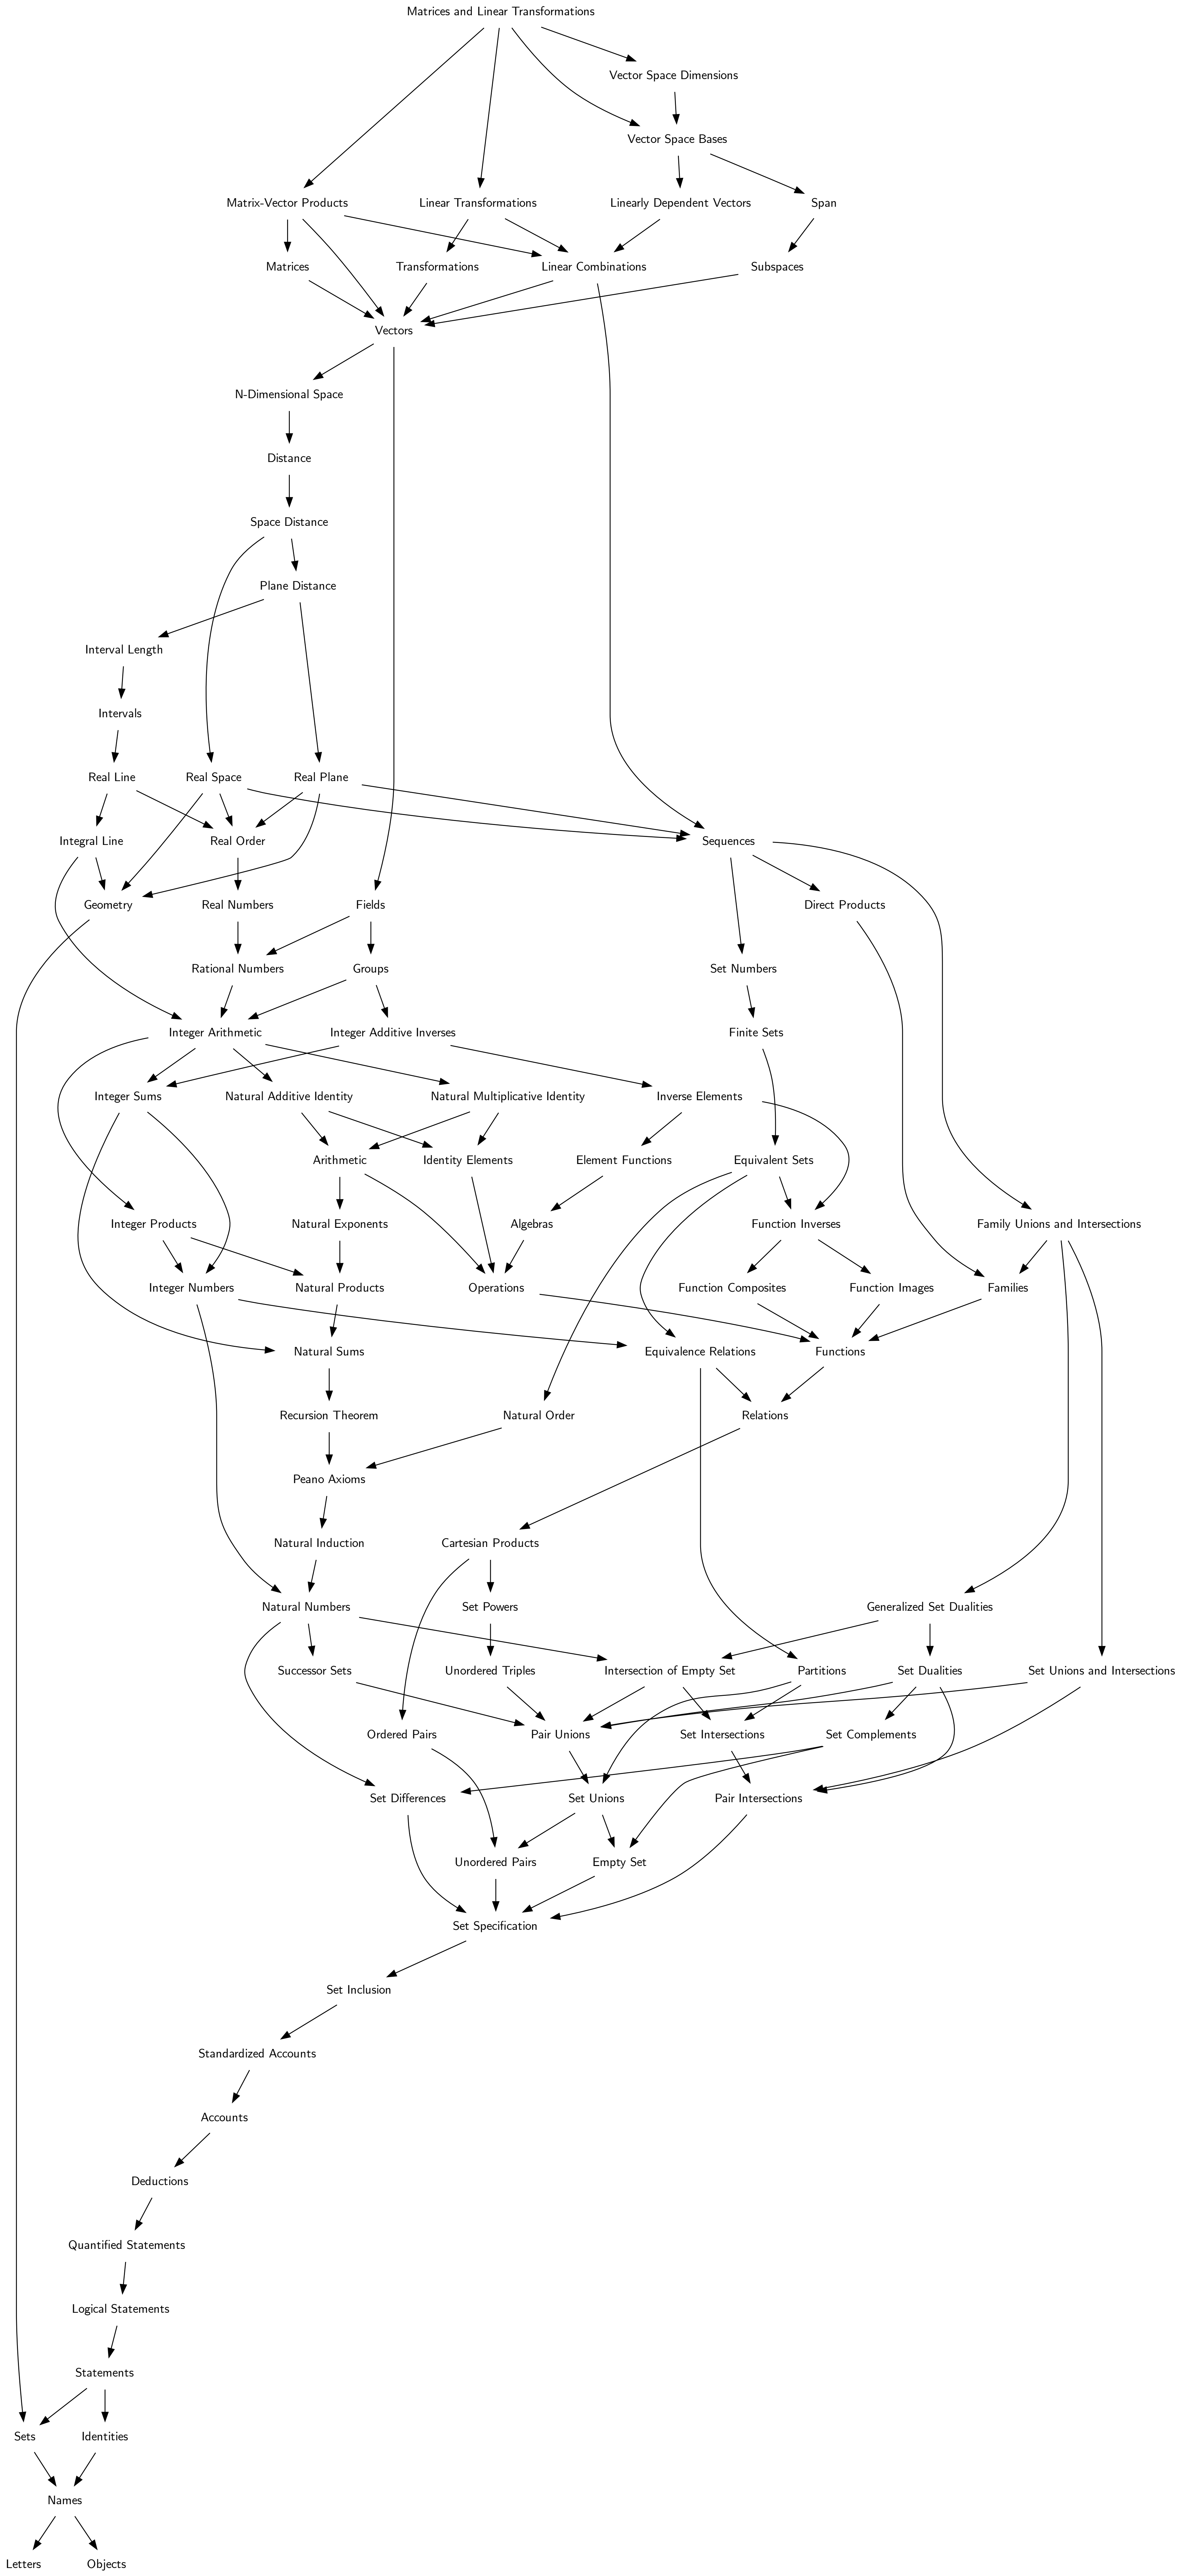 Matrices and Linear Transformations
Vector Space Dimensions
Vector Space Bases
Matrix-Vector Products
Linear Transformations
Linearly Dependent Vectors
Span
Matrices
Transformations
Linear Combinations
Subspaces
Vectors
N-Dimensional Space
Distance
Space Distance
Plane Distance
Interval Length
Intervals
Real Line
Real Space
Real Plane
Integral Line
Real Order
Sequences
Geometry
Real Numbers
Fields
Direct Products
Rational Numbers
Groups
Set Numbers
Integer Arithmetic
Integer Additive Inverses
Finite Sets
Integer Sums
Natural Additive Identity
Natural Multiplicative Identity
Inverse Elements
Arithmetic
Identity Elements
Element Functions
Equivalent Sets
Integer Products
Natural Exponents
Algebras
Function Inverses
Family Unions and Intersections
Integer Numbers
Natural Products
Operations
Function Composites
Function Images
Families
Natural Sums
Equivalence Relations
Functions
Recursion Theorem
Natural Order
Relations
Peano Axioms
Natural Induction
Cartesian Products
Natural Numbers
Set Powers
Generalized Set Dualities
Successor Sets
Unordered Triples
Intersection of Empty Set
Partitions
Set Dualities
Set Unions and Intersections
Ordered Pairs
Pair Unions
Set Intersections
Set Complements
Set Differences
Set Unions
Pair Intersections
Unordered Pairs
Empty Set
Set Specification
Set Inclusion
Standardized Accounts
Accounts
Deductions
Quantified Statements
Logical Statements
Statements
Sets
Identities
Names
Letters
Objects